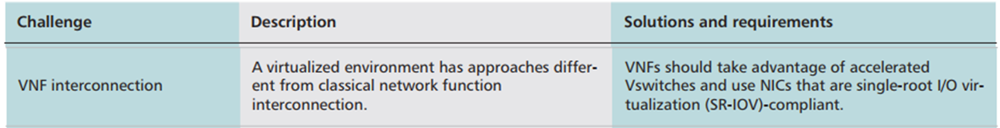 Challenge
Description
Solutions and requirements
VNF interconnection
A virtualized environment has approaches differ-
ent from classical network function
interconnection.
VNFs should take advantage of accelerated
Vswitches and use NICs that are single-root I/O vir-
tualization (SR-IOV)-compliant.